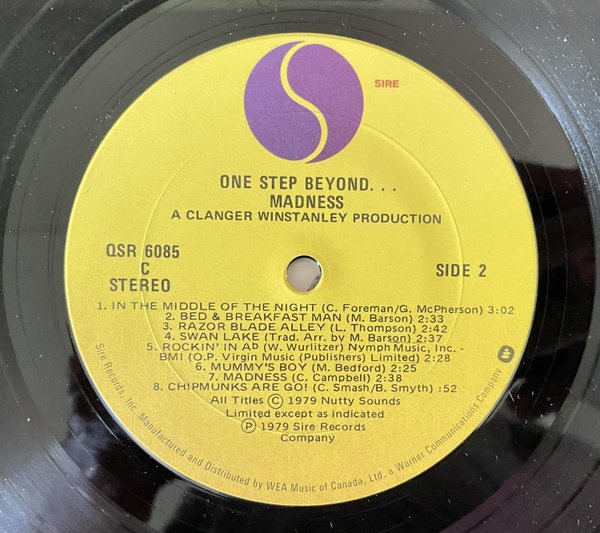 SIRE
ONE STEP BEYOND. . .
MADNESS
A CLANGER WINSTANLEY PRODUCTION
QSR 6085
C
STEREO
SIDE 2
1. IN THE MIDDLE OF THE NIGHT (C. Foreman/G. McPherson) 3:02
2. BED & BREAKFAST MAN (M. Barson) 2:33
3. RAZOR BLADE ALLEY (L. Thompson) 2:42
4. SWAN LAKE (Trad. Arr. by M. Barson) 2:37
5. ROCKIN' IN AЬ (W. Wurlitzer) Nymph Music, Inc. -
BMI (O.P. Virgin Music (Publishers) Limited) 2:28
6. MUMMY'S BOY (M. Bedford) 2:23
7. MADNESS (C. Campbell) 2:38
8. CHIPMUNKS ARE GO! (C. Smash/B. Smyth) :52
All Titles Ⓒ 1979 Nutty Sounds
Limited except as indicated
Ⓟ 1979 Sire Records
Company
Sire Records, Inc. Manufactured and Distributed by WEA Music of Canada, Ltd. a Warner Communications Company